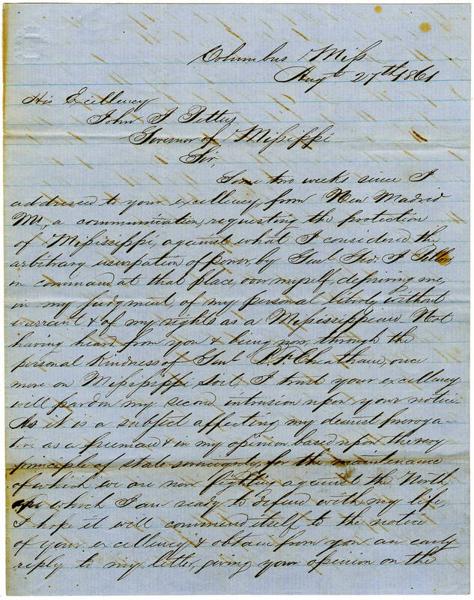 Columbus Miss
Augt 27th 1861
His Excellency
John J Pettus
Governor of Mississippi
Sir,
Some two weeks since I
addressed to your excellency from New Madrid
Mo, a communication, requesting the protection
of Mississippi, against what I considered the
arbitrary usurpation of power by Genl Geo. J Pillow
in command at that place, over myself, depriving me,
in my judgment of my personal liberty without
warrant & of my rights as a Mississippian. Not
having heard from you & being now through the
personal kindness of Genl B. F. Cheatham, once
more on Mississippi Soil. I trust your excellency
will pardon my second intrusion upon your notice
As it is a subject affecting my dearest preroga-
tive as a freeman & in my opinion based upon the very
principle of state sovereignty, for the maintenance
of which we are now fighting against the North
which I am ready to defend with my life,
I hope it will commend itself to the notice
of your excellency & obtain from you an early
reply to my letter, giving your opinion on the